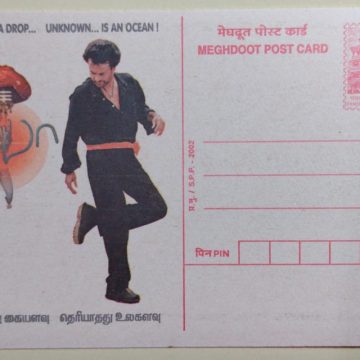 A DROP... UNKNOWN... IS AN OCEAN !
मेघदूत पोस्ट कार्ड
MEGHDOOT POST CARD
प्र.मु. / S.P.P. - 2002
पिन PIN
கையளவு தெரியாதது உலகளவு